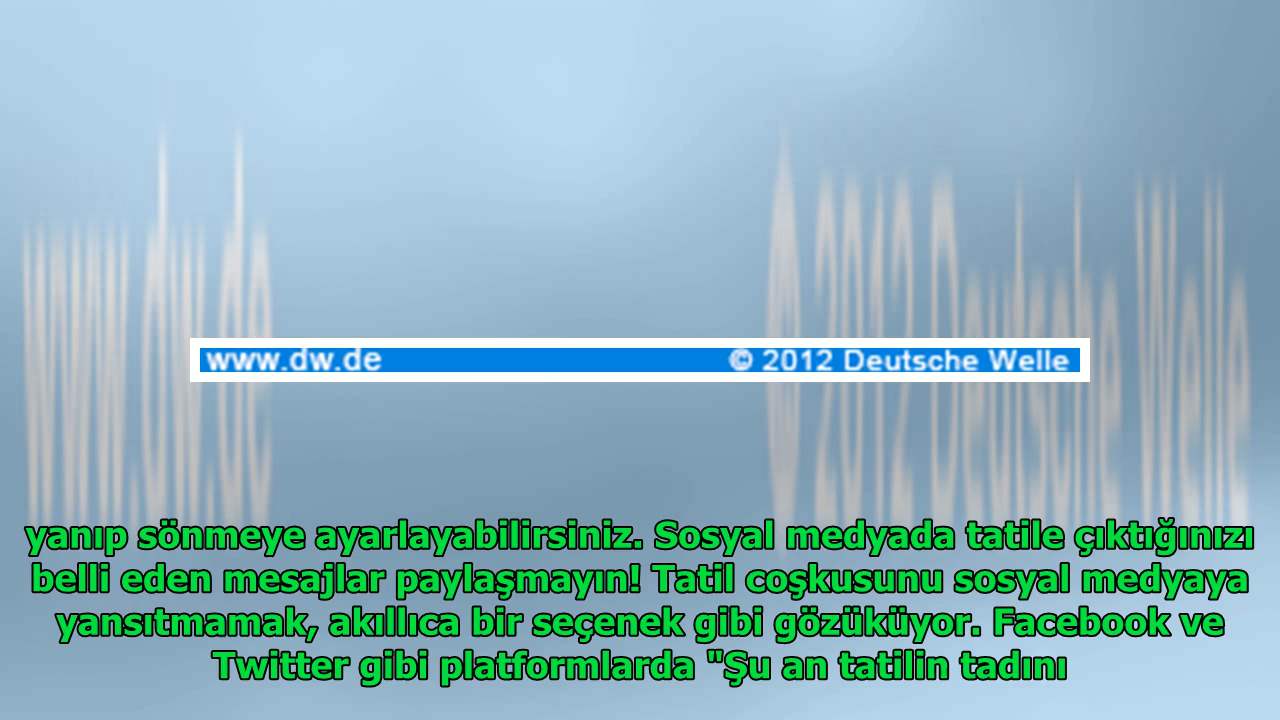 www.dw.de © 2012 Deutsche Welle
yanıp sönmeye ayarlayabilirsiniz. Sosyal medyada tatile çıktığınızı
belli eden mesajlar paylaşmayın! Tatil coşkusunu sosyal medyaya
yansıtmamak, akıllıca bir seçenek gibi gözüküyor. Facebook ve
Twitter gibi platformlarda "Şu an tatilin tadını